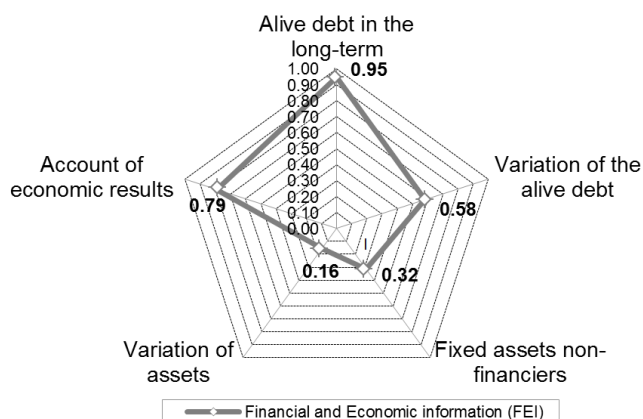 Alive debt in the
long-term
1.00
0.95
0.90
0.80
0.70
0.60
0.50
0.40
0.30
0.20
0.10
0.00
Account of
economic results
0.79
Variation of the
alive debt
0.58
0.16
0.32
Variation of
assets
Fixed assets non-
financiers
Financial and Economic information (FEI)